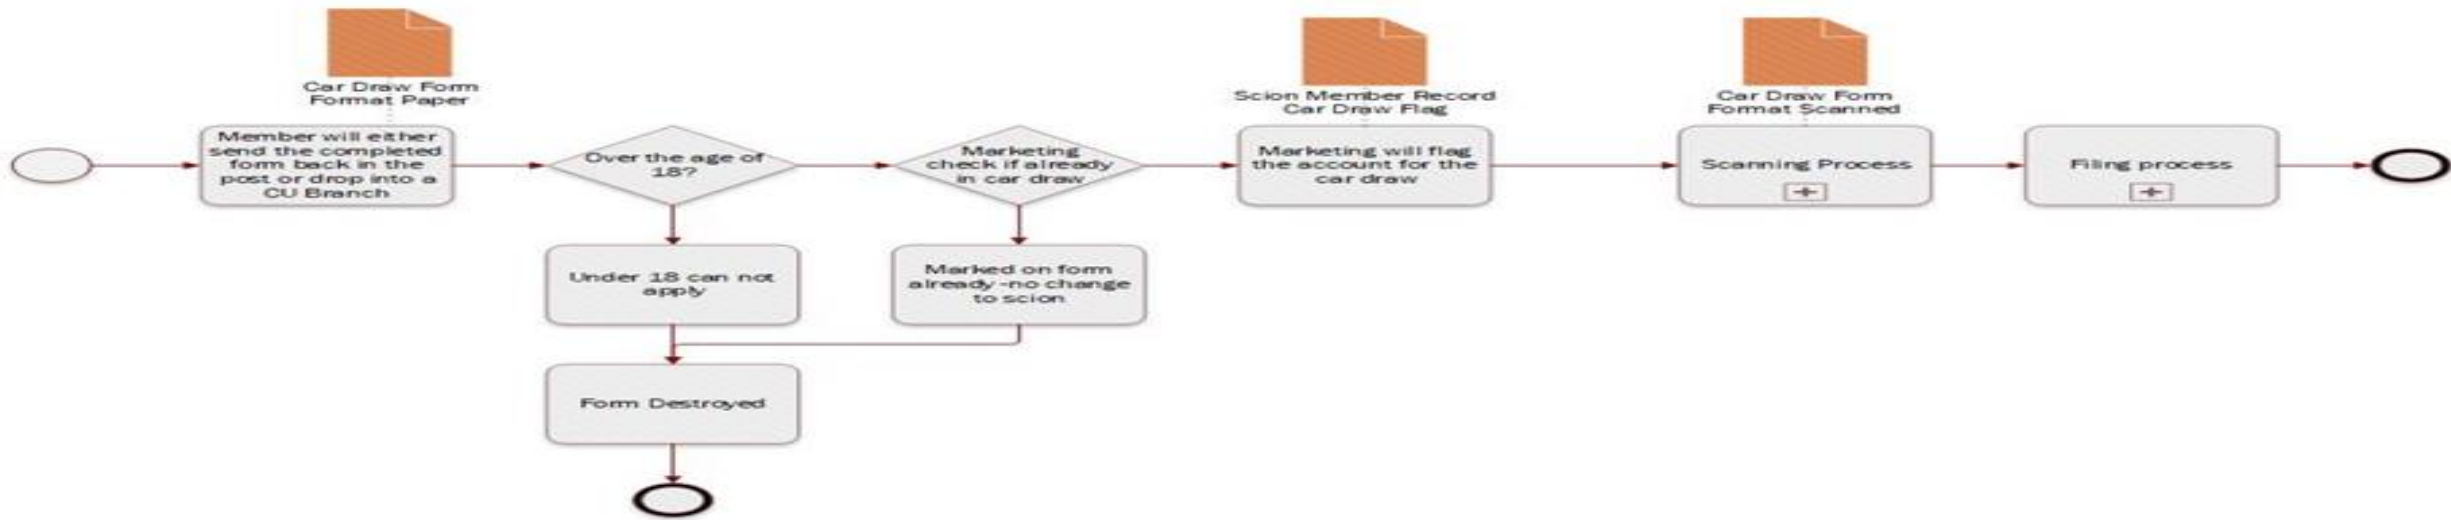 Car Draw Form
Format Paper
Scion Member Record
Car Draw Flag
Car Draw Form
Format Scanned
Member will either
send the completed
form back in the
post or drop into a
CU Branch
Over the age of
18?
Marketing
check if already
in car draw
Marketing will flag
the account for the
car draw
Scanning Process
Filing process
Under 18 can not
apply
Marked on form
already -no change
to scion
Form Destroyed